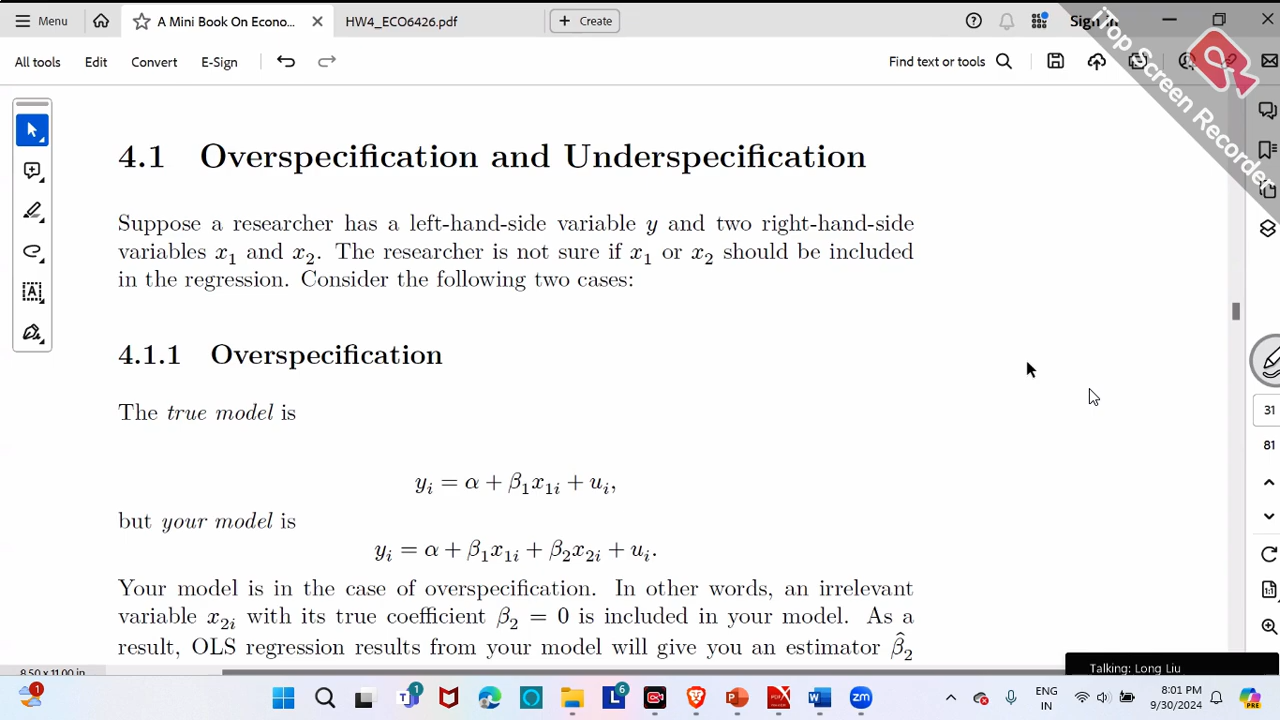 Menu
A Mini Book On Econo...
HW4_ECO6426.pdf
Create
Sign in
All tools
Edit
Convert
E-Sign
Find text or tools
iTop Screen Recorder
4.1 Overspecification and Underspecification
Suppose a researcher has a left-hand-side variable y and two right-hand-side
variables x₁ and x₂. The researcher is not sure if x₁ or x₂ should be included
in the regression. Consider the following two cases:
4.1.1 Overspecification
The true model is
yᵢ = α + β₁x₁ᵢ + uᵢ,
but your model is
yᵢ = α + β₁x₁ᵢ + β₂x₂ᵢ + uᵢ.
Your model is in the case of overspecification. In other words, an irrelevant
variable x₂ᵢ with its true coefficient β₂ = 0 is included in your model. As a
result, OLS regression results from your model will give you an estimator β̂₂
31
81
8.50 x 11.00 in
Talking: Long Liu
1
1
6
ENG
IN
8:01 PM
9/30/2024
PRE